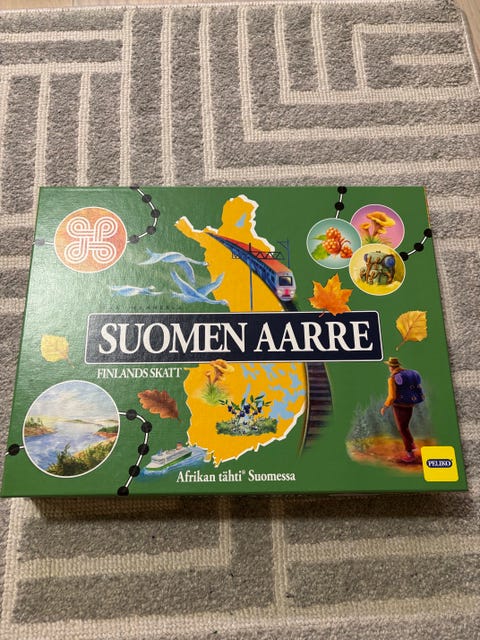 SUOMEN AARRE
FINLANDS SKATT
Afrikan tähti® Suomessa
PELIKO